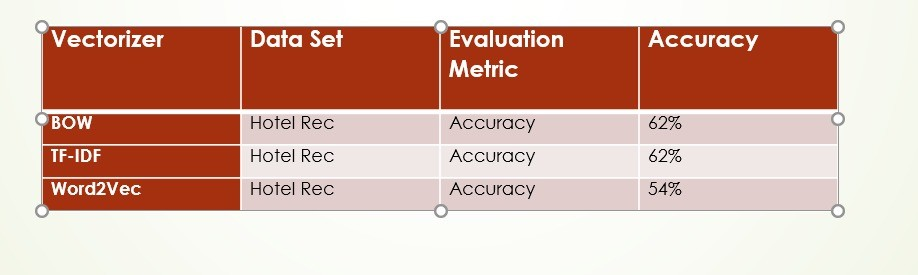 Vectorizer Data Set Evaluation Metric Accuracy
BOW Hotel Rec Accuracy 62%
TF-IDF Hotel Rec Accuracy 62%
Word2Vec Hotel Rec Accuracy 54%